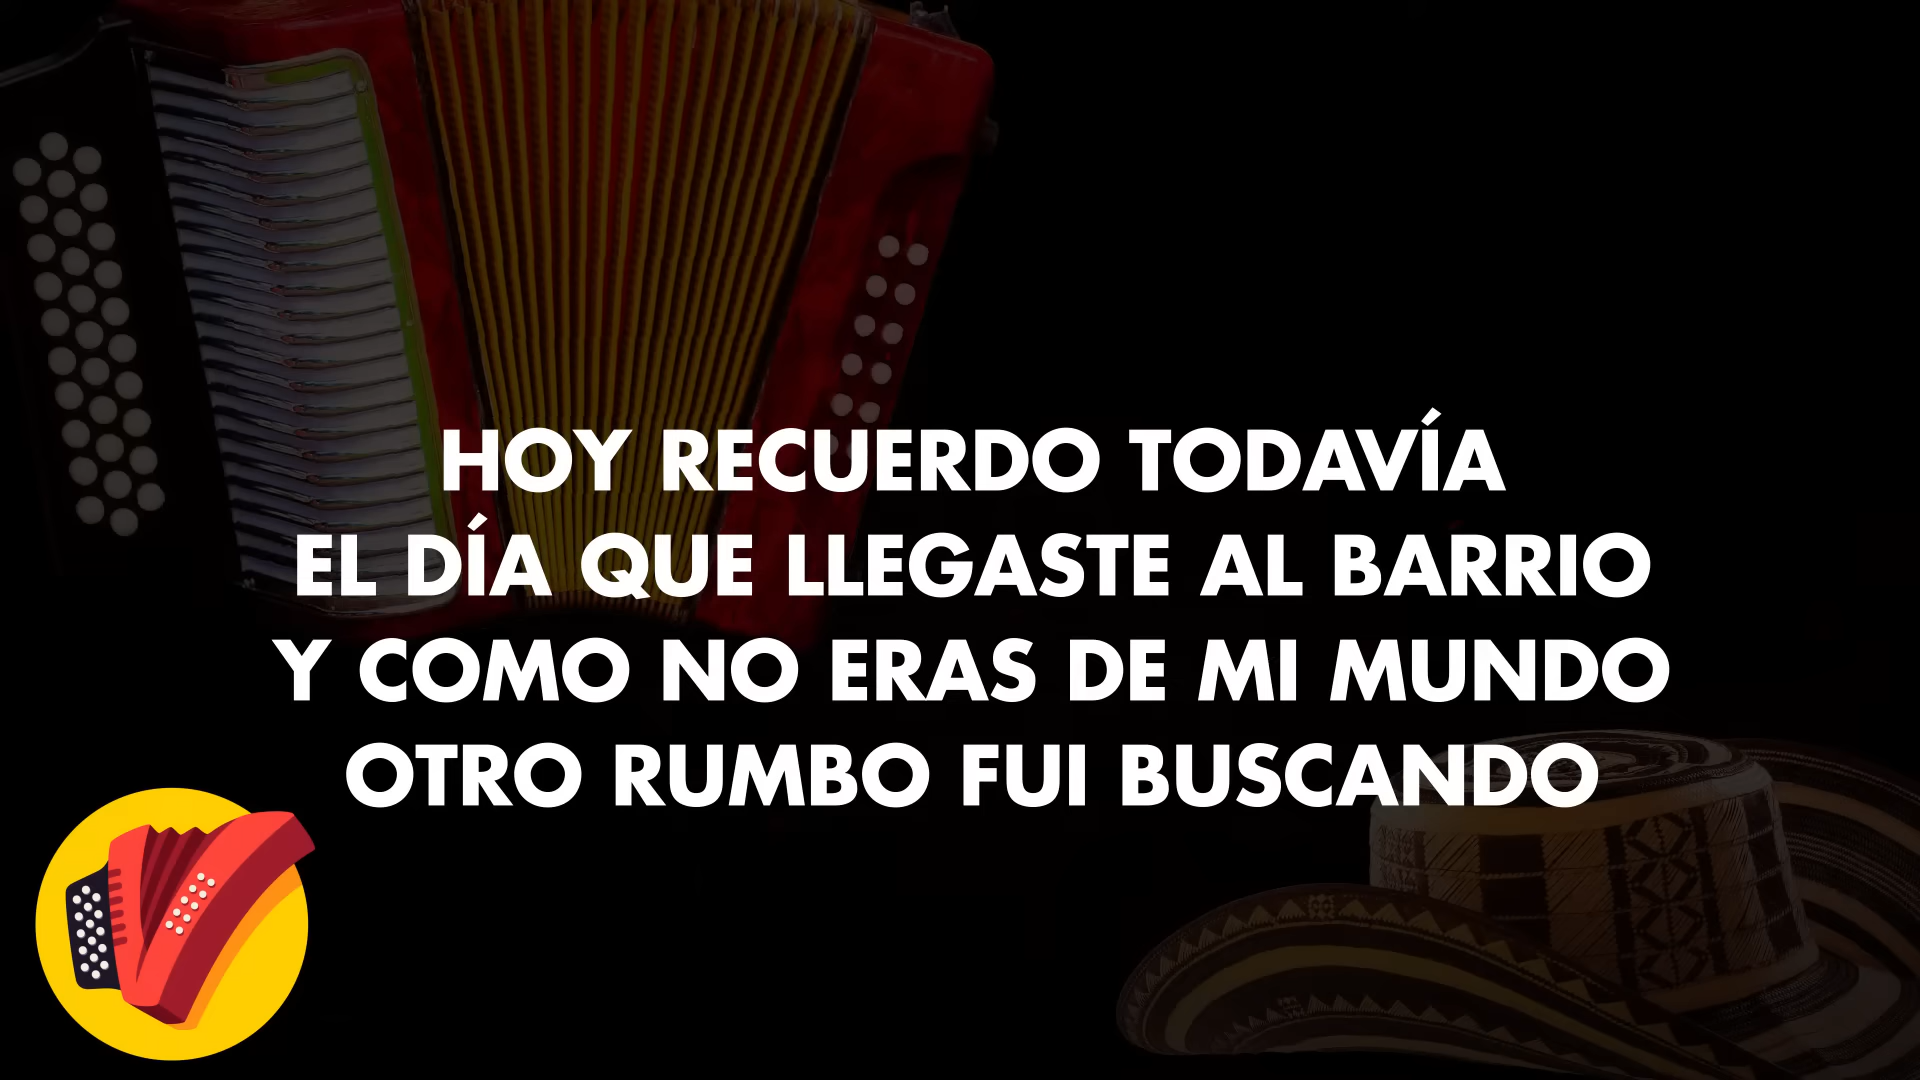 HOY RECUERDO TODAVÍA
EL DÍA QUE LLEGASTE AL BARRIO
Y COMO NO ERAS DE MI MUNDO
OTRO RUMBO FUI BUSCANDO